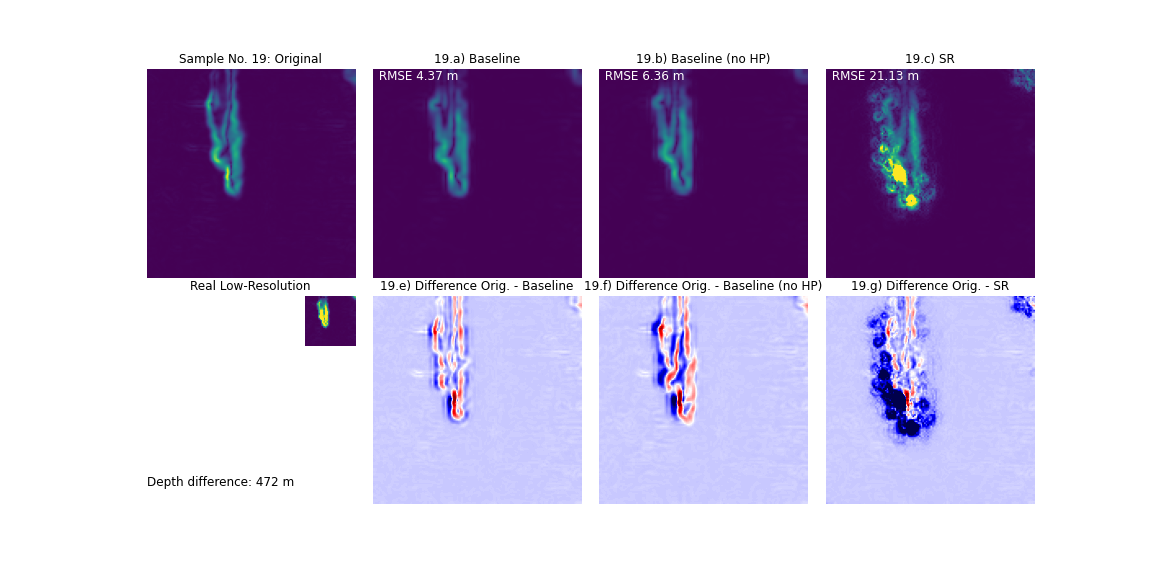 Sample No. 19: Original
19.a) Baseline
19.b) Baseline (no HP)
19.c) SR
RMSE 4.37 m
RMSE 6.36 m
RMSE 21.13 m
Real Low-Resolution
19.e) Difference Orig. - Baseline
19.f) Difference Orig. - Baseline (no HP)
19.g) Difference Orig. - SR
Depth difference: 472 m